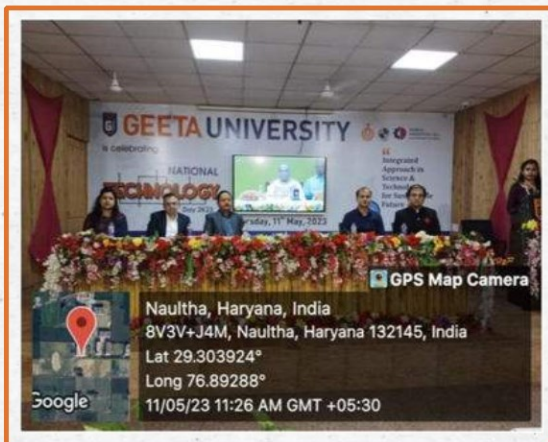 GEETA UNIVERSITY
is celebrating
NATIONAL
TECHNOLOGY
Integrated
Approach in
Science &
for
Future
11th May, 2023
GPS Map Camera
Naultha, Haryana, India
8V3V+J4M, Naultha, Haryana 132145, India
Lat 29.303924°
Long 76.89288°
11/05/23 11:26 AM GMT +05:30
Google